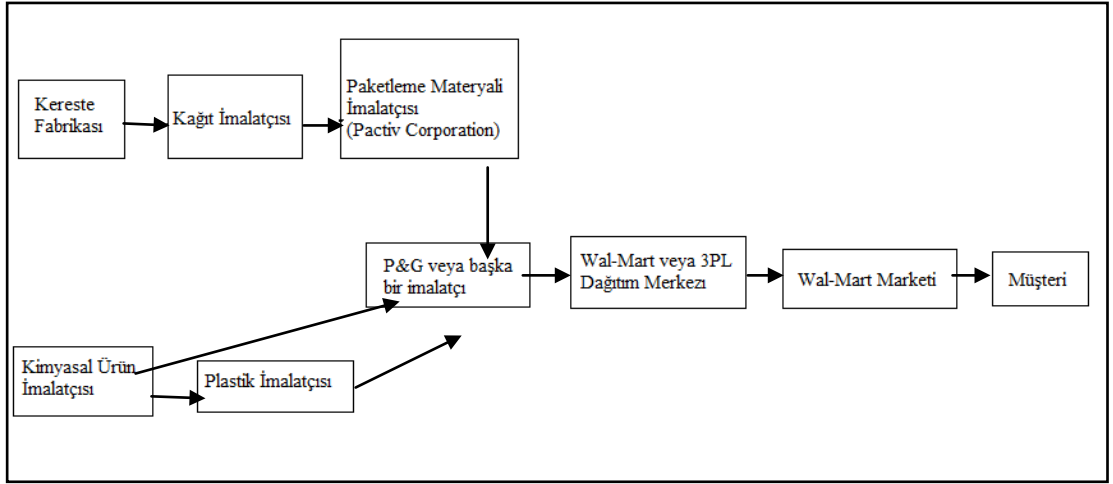 Kereste
Fabrikası
Kağıt İmalatçısı
Paketleme Materyali
İmalatçısı
(Pactiv Corporation)
P&G veya başka
bir imalatçı
Wal-Mart veya 3PL
Dağıtım Merkezı
Wal-Mart Marketi
Müşteri
Kimyasal Ürün
İmalatçısı
Plastik İmalatçısı